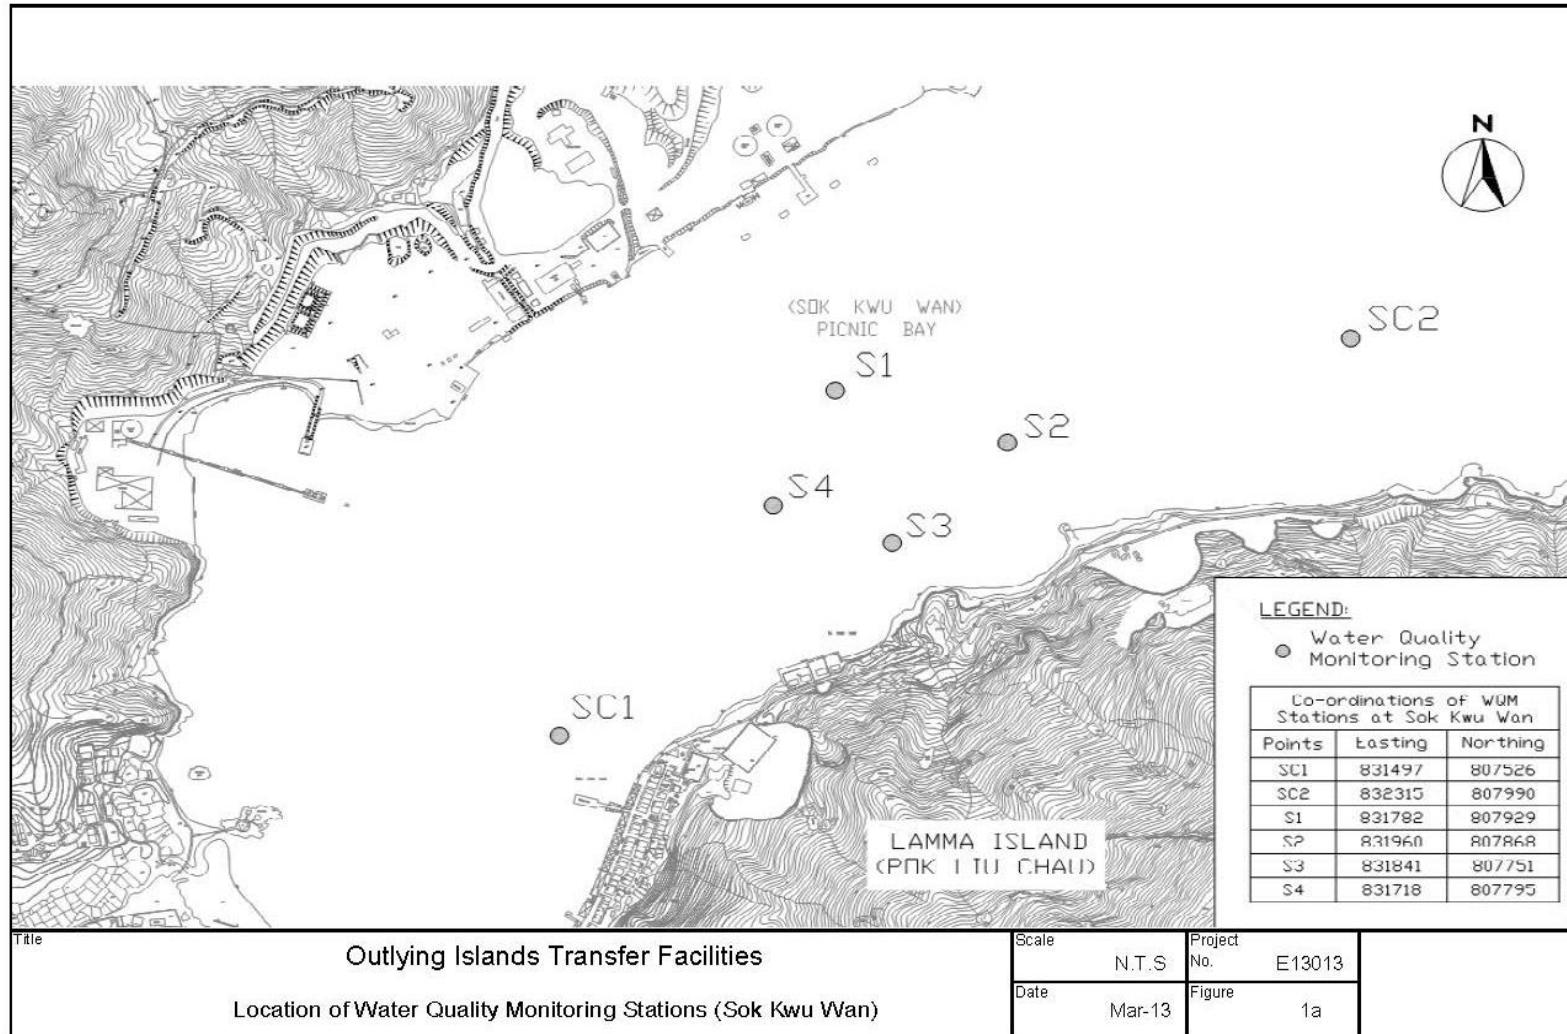 N
(SOK KWU WAN)
PICNIC BAY
SC2
S1
S2
S4
S3
SC1
LAMMA ISLAND
(POK LIU CHAU)
LEGEND:
Water Quality
Monitoring Station
Co-ordinations of WQM
Stations at Sok Kwu Wan
Points Easting Northing
SC1 831497 807526
SC2 832315 807990
S1 831782 807929
S2 831960 807868
S3 831841 807751
S4 831718 807795
Title
Outlying Islands Transfer Facilities
Location of Water Quality Monitoring Stations (Sok Kwu Wan)
Scale
N.T.S
Project
No. E13013
Date
Mar-13
Figure
1a